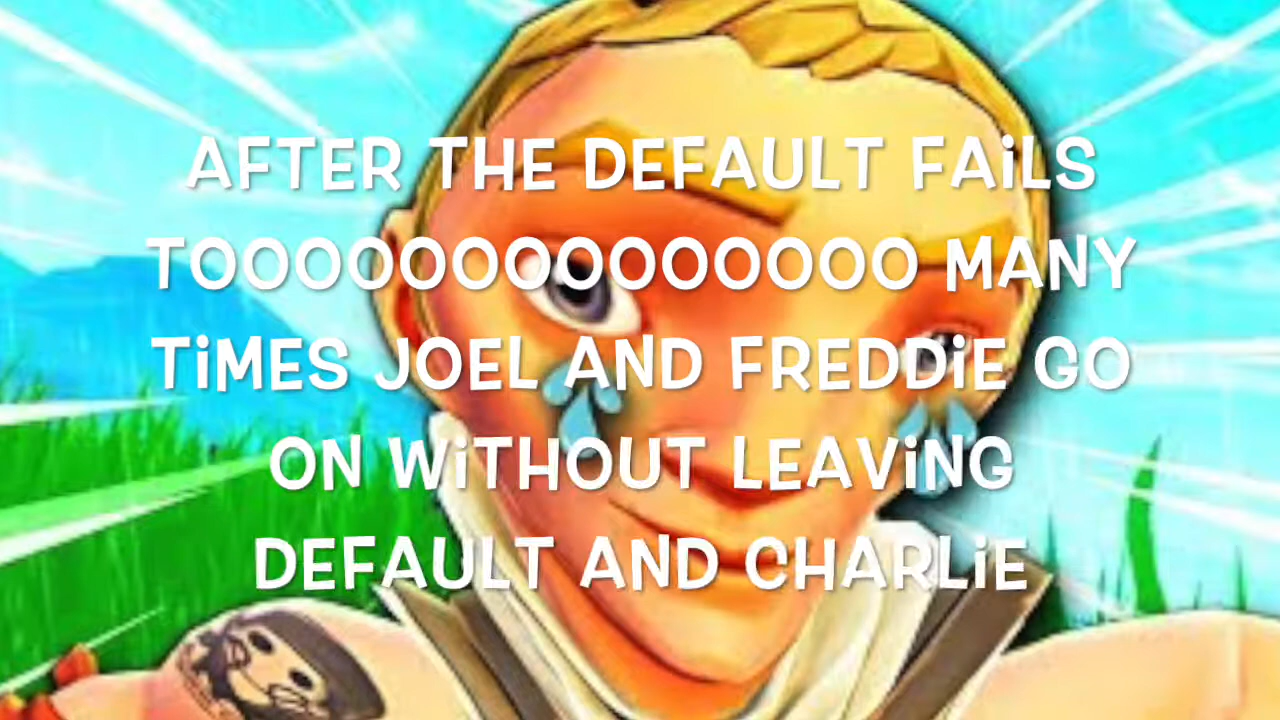 AFTER THE DEFAULT FAiLS
TOOOOOOOOOOOOOOO MANY
TiMES JOEL AND FREDDiE GO
ON WiTHOUT LEAViNG
DEFAULT AND CHARLiE